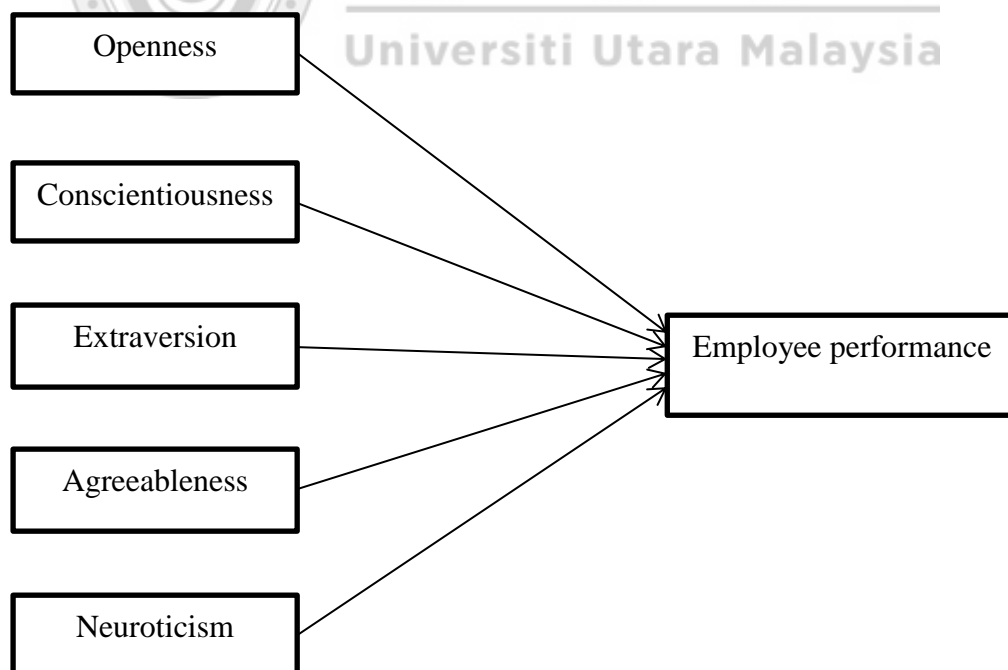 Openness
Universiti Utara Malaysia
Conscientiousness
Extraversion
Employee performance
Agreeableness
Neuroticism